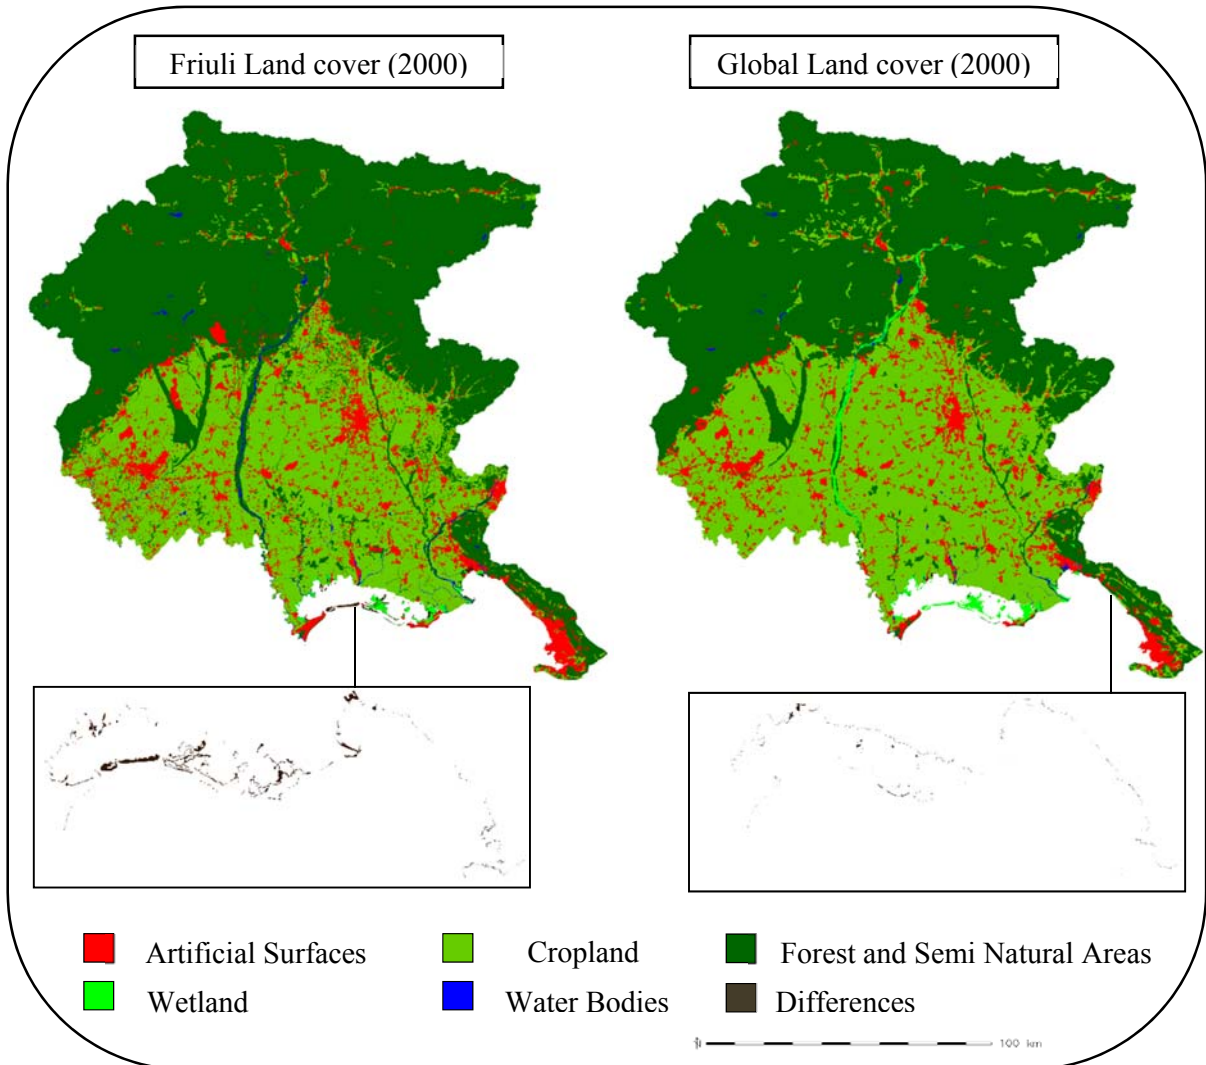 Friuli Land cover (2000)
Global Land cover (2000)
Artificial Surfaces
Cropland
Forest and Semi Natural Areas
Wetland
Water Bodies
Differences
100 km